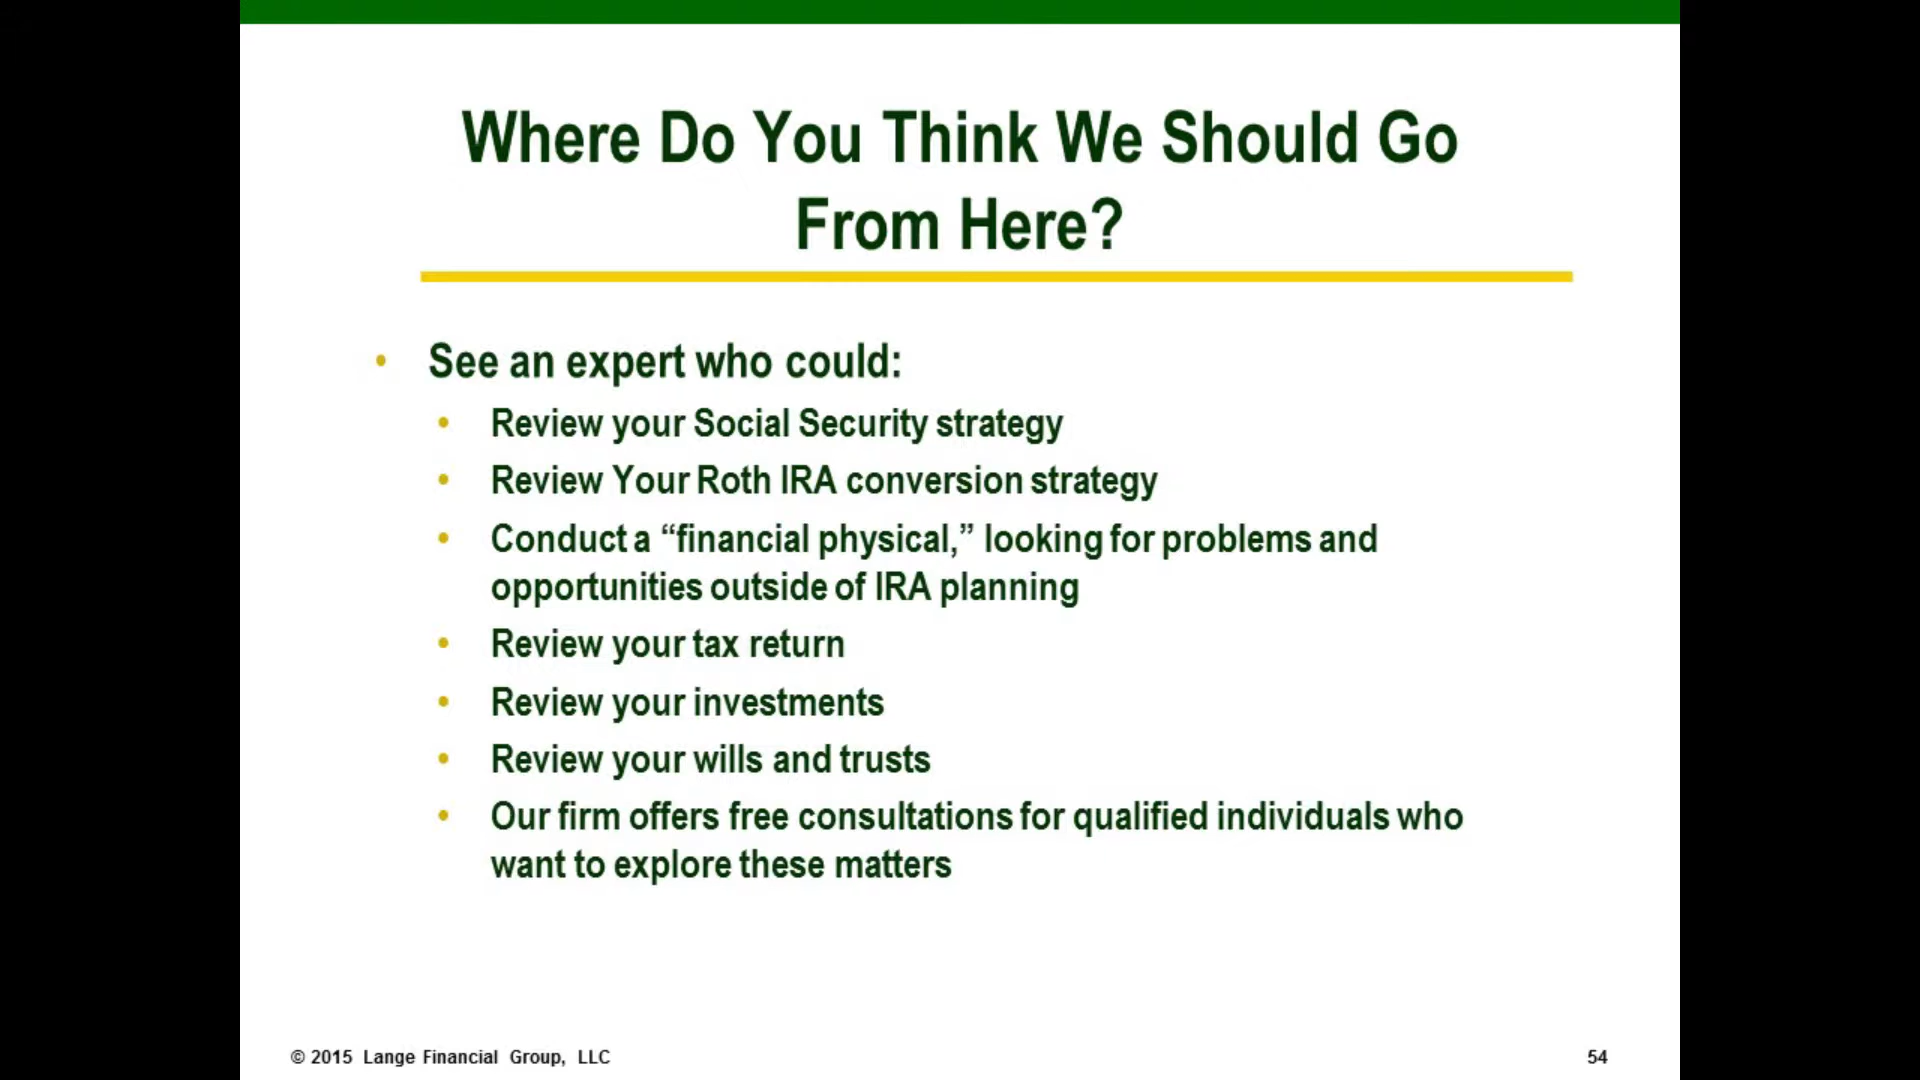 Where Do You Think We Should Go
From Here?
• See an expert who could:
• Review your Social Security strategy
• Review Your Roth IRA conversion strategy
• Conduct a “financial physical,” looking for problems and
opportunities outside of IRA planning
• Review your tax return
• Review your investments
• Review your wills and trusts
• Our firm offers free consultations for qualified individuals who
want to explore these matters
© 2015 Lange Financial Group, LLC
54